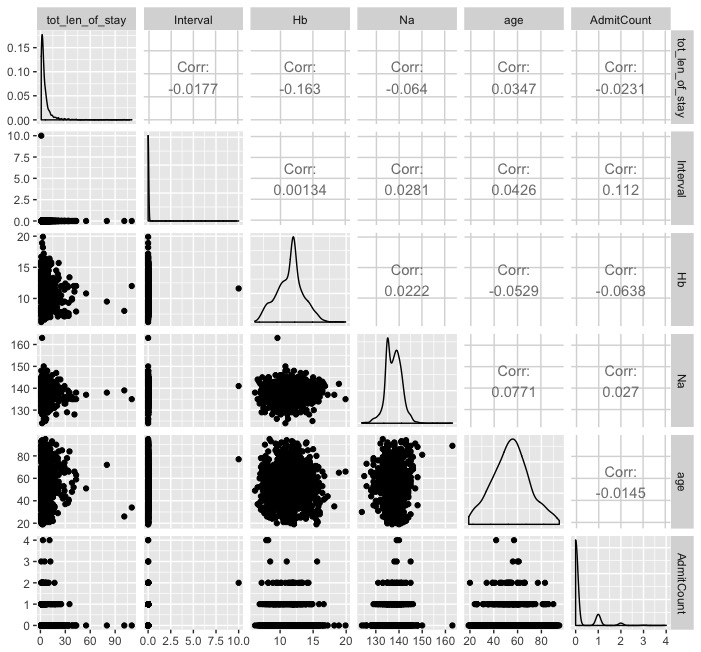 tot_len_of_stay Interval Hb Na age AdmitCount
0.15
0.10
0.05
0.00
Corr: Corr: Corr: Corr: Corr:
-0.0177 -0.163 -0.064 0.0347 -0.0231
tot_len_of_stay
10.0
7.5
5.0
2.5
0.0
Corr: Corr: Corr: Corr:
0.00134 0.0281 0.0426 0.112
Interval
20
15
10
Corr: Corr: Corr:
0.0222 -0.0529 -0.0638
Hb
160
150
140
130
Corr: Corr:
0.0771 0.027
Na
80
60
40
20
Corr:
-0.0145
age
4
3
2
1
0
AdmitCount
0 30 60 90 0.0 2.5 5.0 7.5 10.0 10 15 20 130 140 150 160 20 40 60 80 0 1 2 3 4